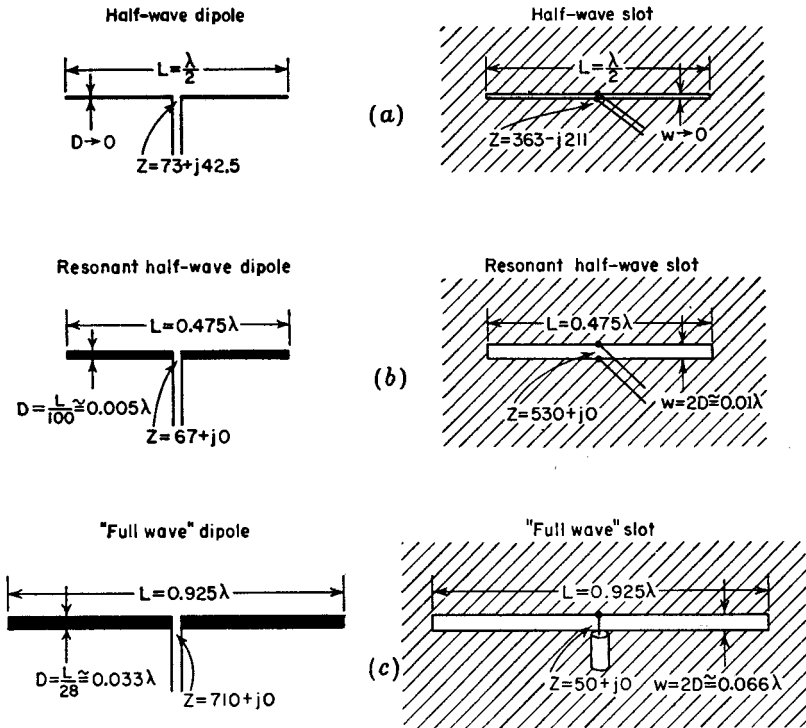 Half-wave dipole
Half-wave slot
L=λ/2
L=λ/2
(a)
D→0
Z=73+j42.5
Z=363-j211
w→0
Resonant half-wave dipole
Resonant half-wave slot
L=0.475λ
L=0.475λ
(b)
D=L/100≅0.005λ
Z=67+j0
Z=530+j0
w=2D≅0.01λ
"Full wave" dipole
"Full wave" slot
L=0.925λ
L=0.925λ
(c)
D=L/28≅0.033λ
Z=710+j0
Z=50+j0
w=2D≅0.066λ